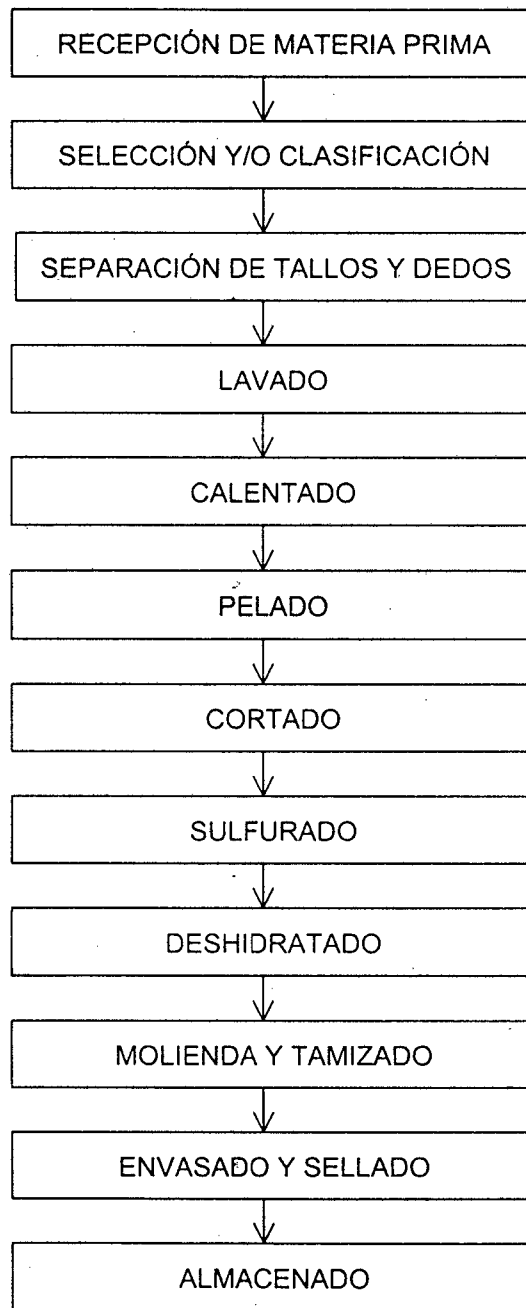 RECEPCIÓN DE MATERIA PRIMA
SELECCIÓN Y/O CLASIFICACIÓN
SEPARACIÓN DE TALLOS Y DEDOS
LAVADO
CALENTADO
PELADO
CORTADO
SULFURADO
DESHIDRATADO
MOLIENDA Y TAMIZADO
ENVASADO Y SELLADO
ALMACENADO